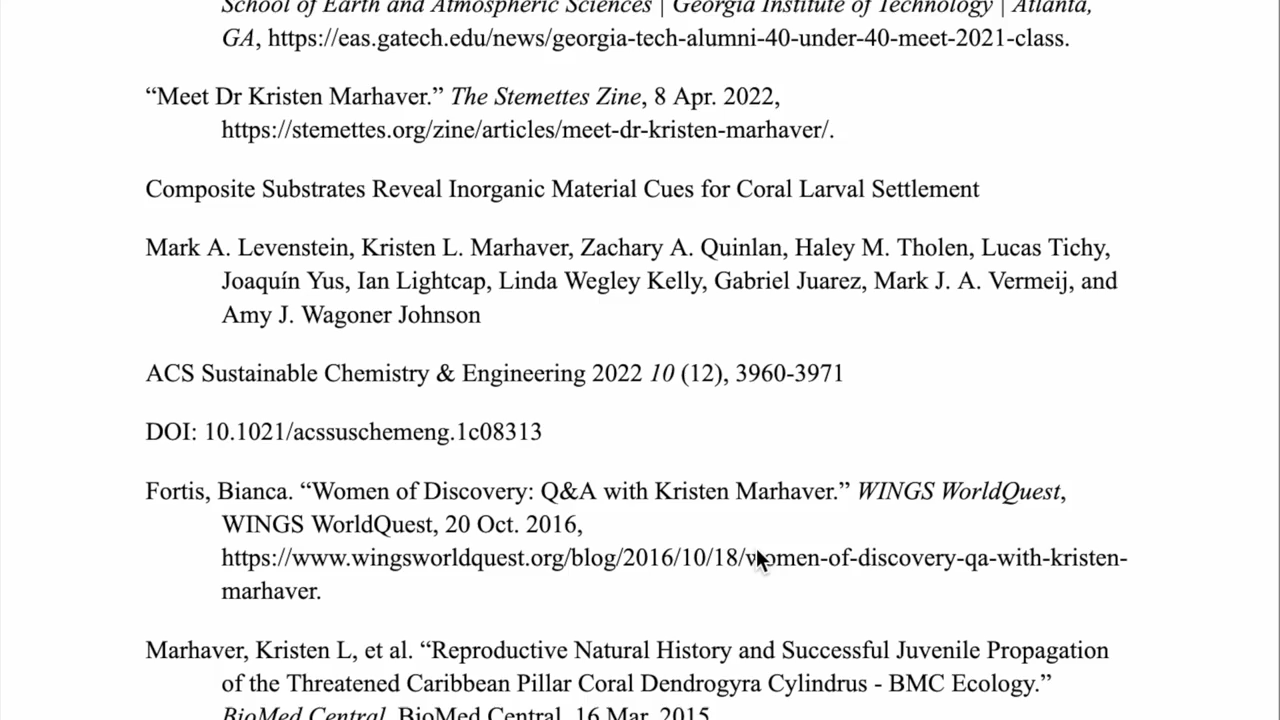 School of Earth and Atmospheric Sciences | Georgia Institute of Technology | Atlanta,
GA, https://eas.gatech.edu/news/georgia-tech-alumni-40-under-40-meet-2021-class.
“Meet Dr Kristen Marhaver.” The Stemettes Zine, 8 Apr. 2022,
https://stemettes.org/zine/articles/meet-dr-kristen-marhaver/.
Composite Substrates Reveal Inorganic Material Cues for Coral Larval Settlement
Mark A. Levenstein, Kristen L. Marhaver, Zachary A. Quinlan, Haley M. Tholen, Lucas Tichy,
Joaquín Yus, Ian Lightcap, Linda Wegley Kelly, Gabriel Juarez, Mark J. A. Vermeij, and
Amy J. Wagoner Johnson
ACS Sustainable Chemistry & Engineering 2022 10 (12), 3960-3971
DOI: 10.1021/acssuschemeng.1c08313
Fortis, Bianca. “Women of Discovery: Q&A with Kristen Marhaver.” WINGS WorldQuest,
WINGS WorldQuest, 20 Oct. 2016,
https://www.wingsworldquest.org/blog/2016/10/18/women-of-discovery-qa-with-kristen-
marhaver.
Marhaver, Kristen L, et al. “Reproductive Natural History and Successful Juvenile Propagation
of the Threatened Caribbean Pillar Coral Dendrogyra Cylindrus - BMC Ecology.”
BioMed Central, BioMed Central, 16 Mar. 2015,